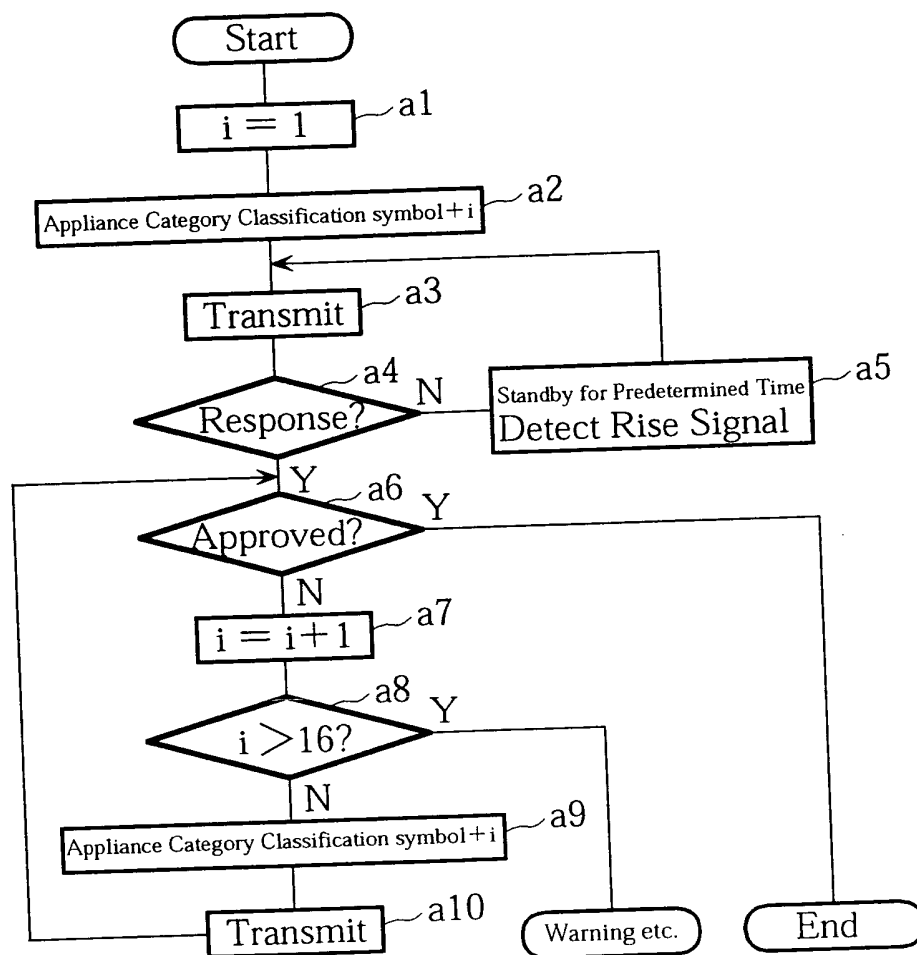 Start
i = 1
a1
Appliance Category Classification symbol+i
a2
Transmit
a3
Response?
a4
N
Standby for Predetermined Time
Detect Rise Signal
a5
Y
Approved?
a6
Y
N
i = i+1
a7
i >16?
a8
Y
N
Appliance Category Classification symbol+i
a9
Transmit
a10
Warning etc.
End